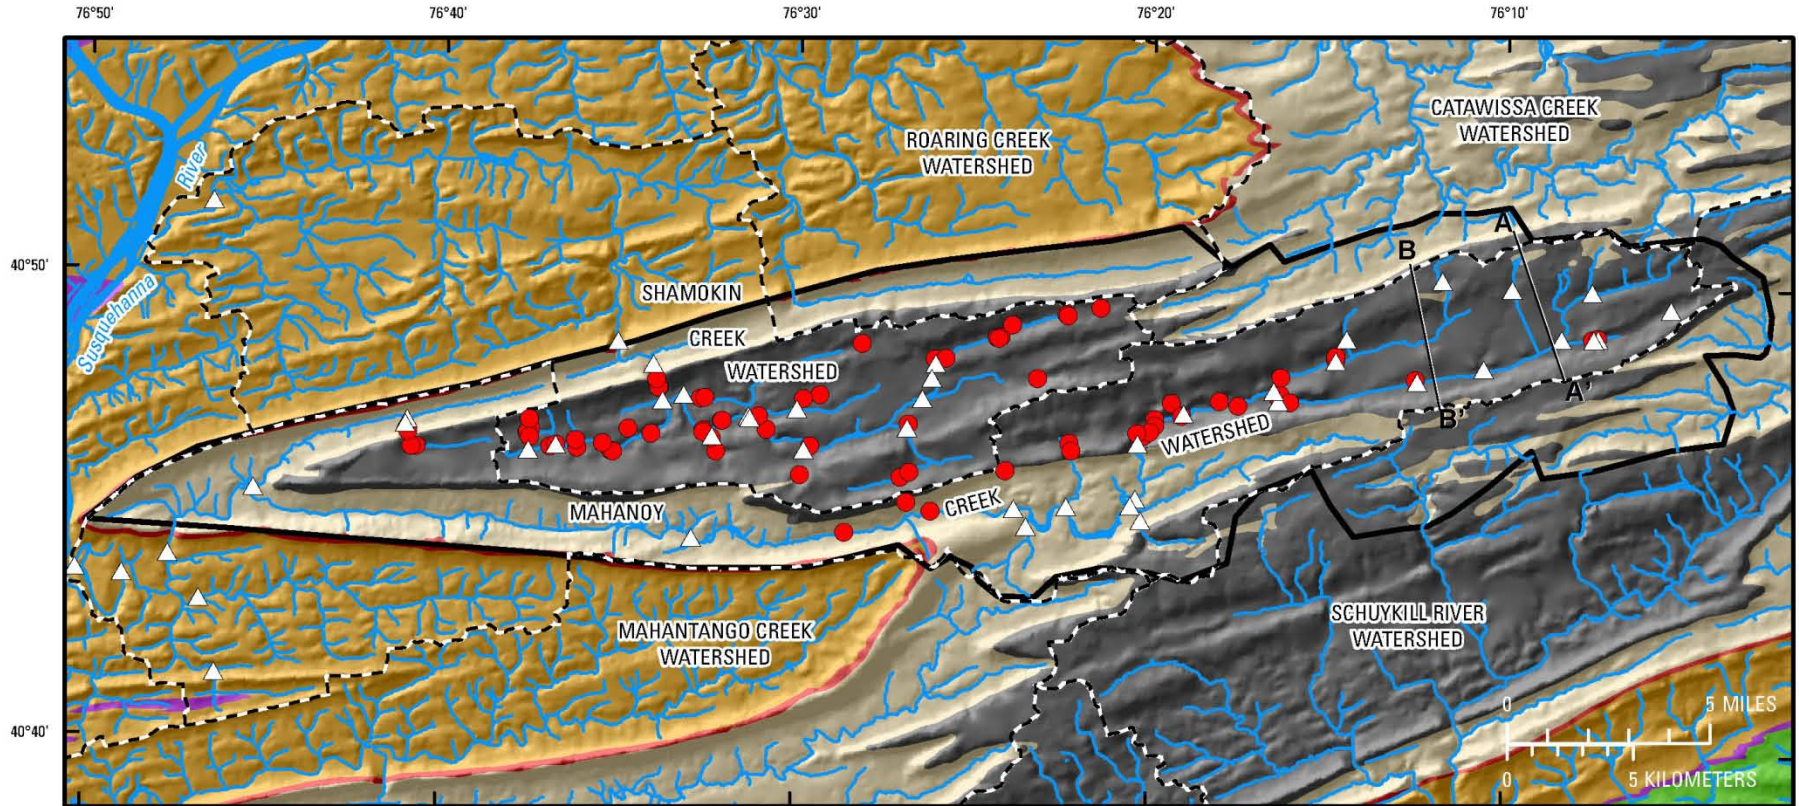 76°50'
76°40'
76°30'
76°20'
76°10'
CATAWISSA CREEK
WATERSHED
ROARING CREEK
WATERSHED
River
A
B
40°50'
SHAMOKIN
Susquehanna
CREEK
WATERSHED
A'
B'
WATERSHED
CREEK
MAHANOY
SCHUYKILL RIVER
WATERSHED
MAHANTANGO CREEK
WATERSHED
40°40'
0 5 MILES
0 5 KILOMETERS